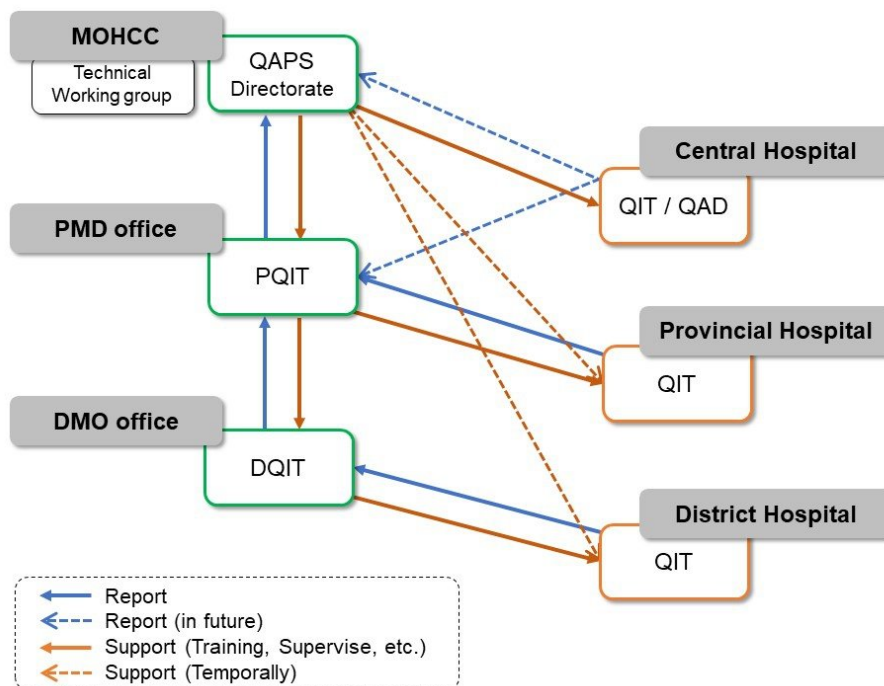 MOHCC
Technical
Working group
QAPS
Directorate
Central Hospital
QIT / QAD
PMD office
PQIT
Provincial Hospital
QIT
DMO office
DQIT
District Hospital
QIT
Report
Report (in future)
Support (Training, Supervise, etc.)
Support (Temporally)